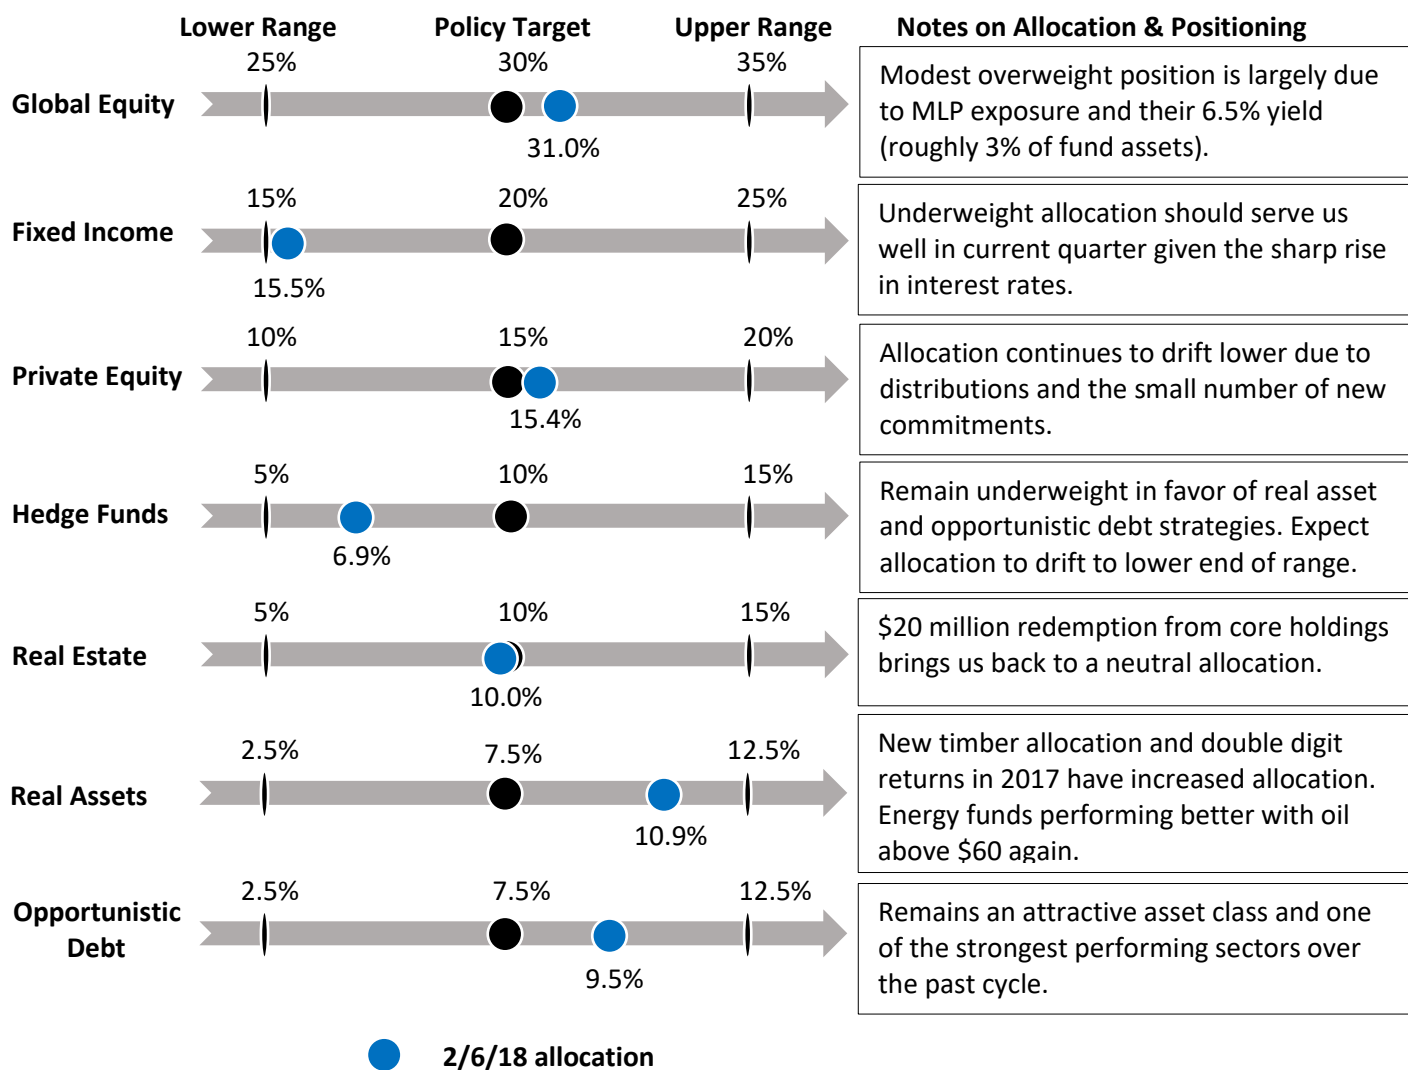 Lower Range Policy Target Upper Range Notes on Allocation & Positioning
25% 30% 35%
Global Equity
31.0%
Modest overweight position is largely due
to MLP exposure and their 6.5% yield
(roughly 3% of fund assets).
15% 20% 25%
Fixed Income
15.5%
Underweight allocation should serve us
well in current quarter given the sharp rise
in interest rates.
10% 15% 20%
Private Equity
15.4%
Allocation continues to drift lower due to
distributions and the small number of new
commitments.
5% 10% 15%
Hedge Funds
6.9%
Remain underweight in favor of real asset
and opportunistic debt strategies. Expect
allocation to drift to lower end of range.
5% 10% 15%
Real Estate
10.0%
$20 million redemption from core holdings
brings us back to a neutral allocation.
2.5% 7.5% 12.5%
Real Assets
10.9%
New timber allocation and double digit
returns in 2017 have increased allocation.
Energy funds performing better with oil
above $60 again.
2.5% 7.5% 12.5%
Opportunistic
Debt
9.5%
Remains an attractive asset class and one
of the strongest performing sectors over
the past cycle.
2/6/18 allocation